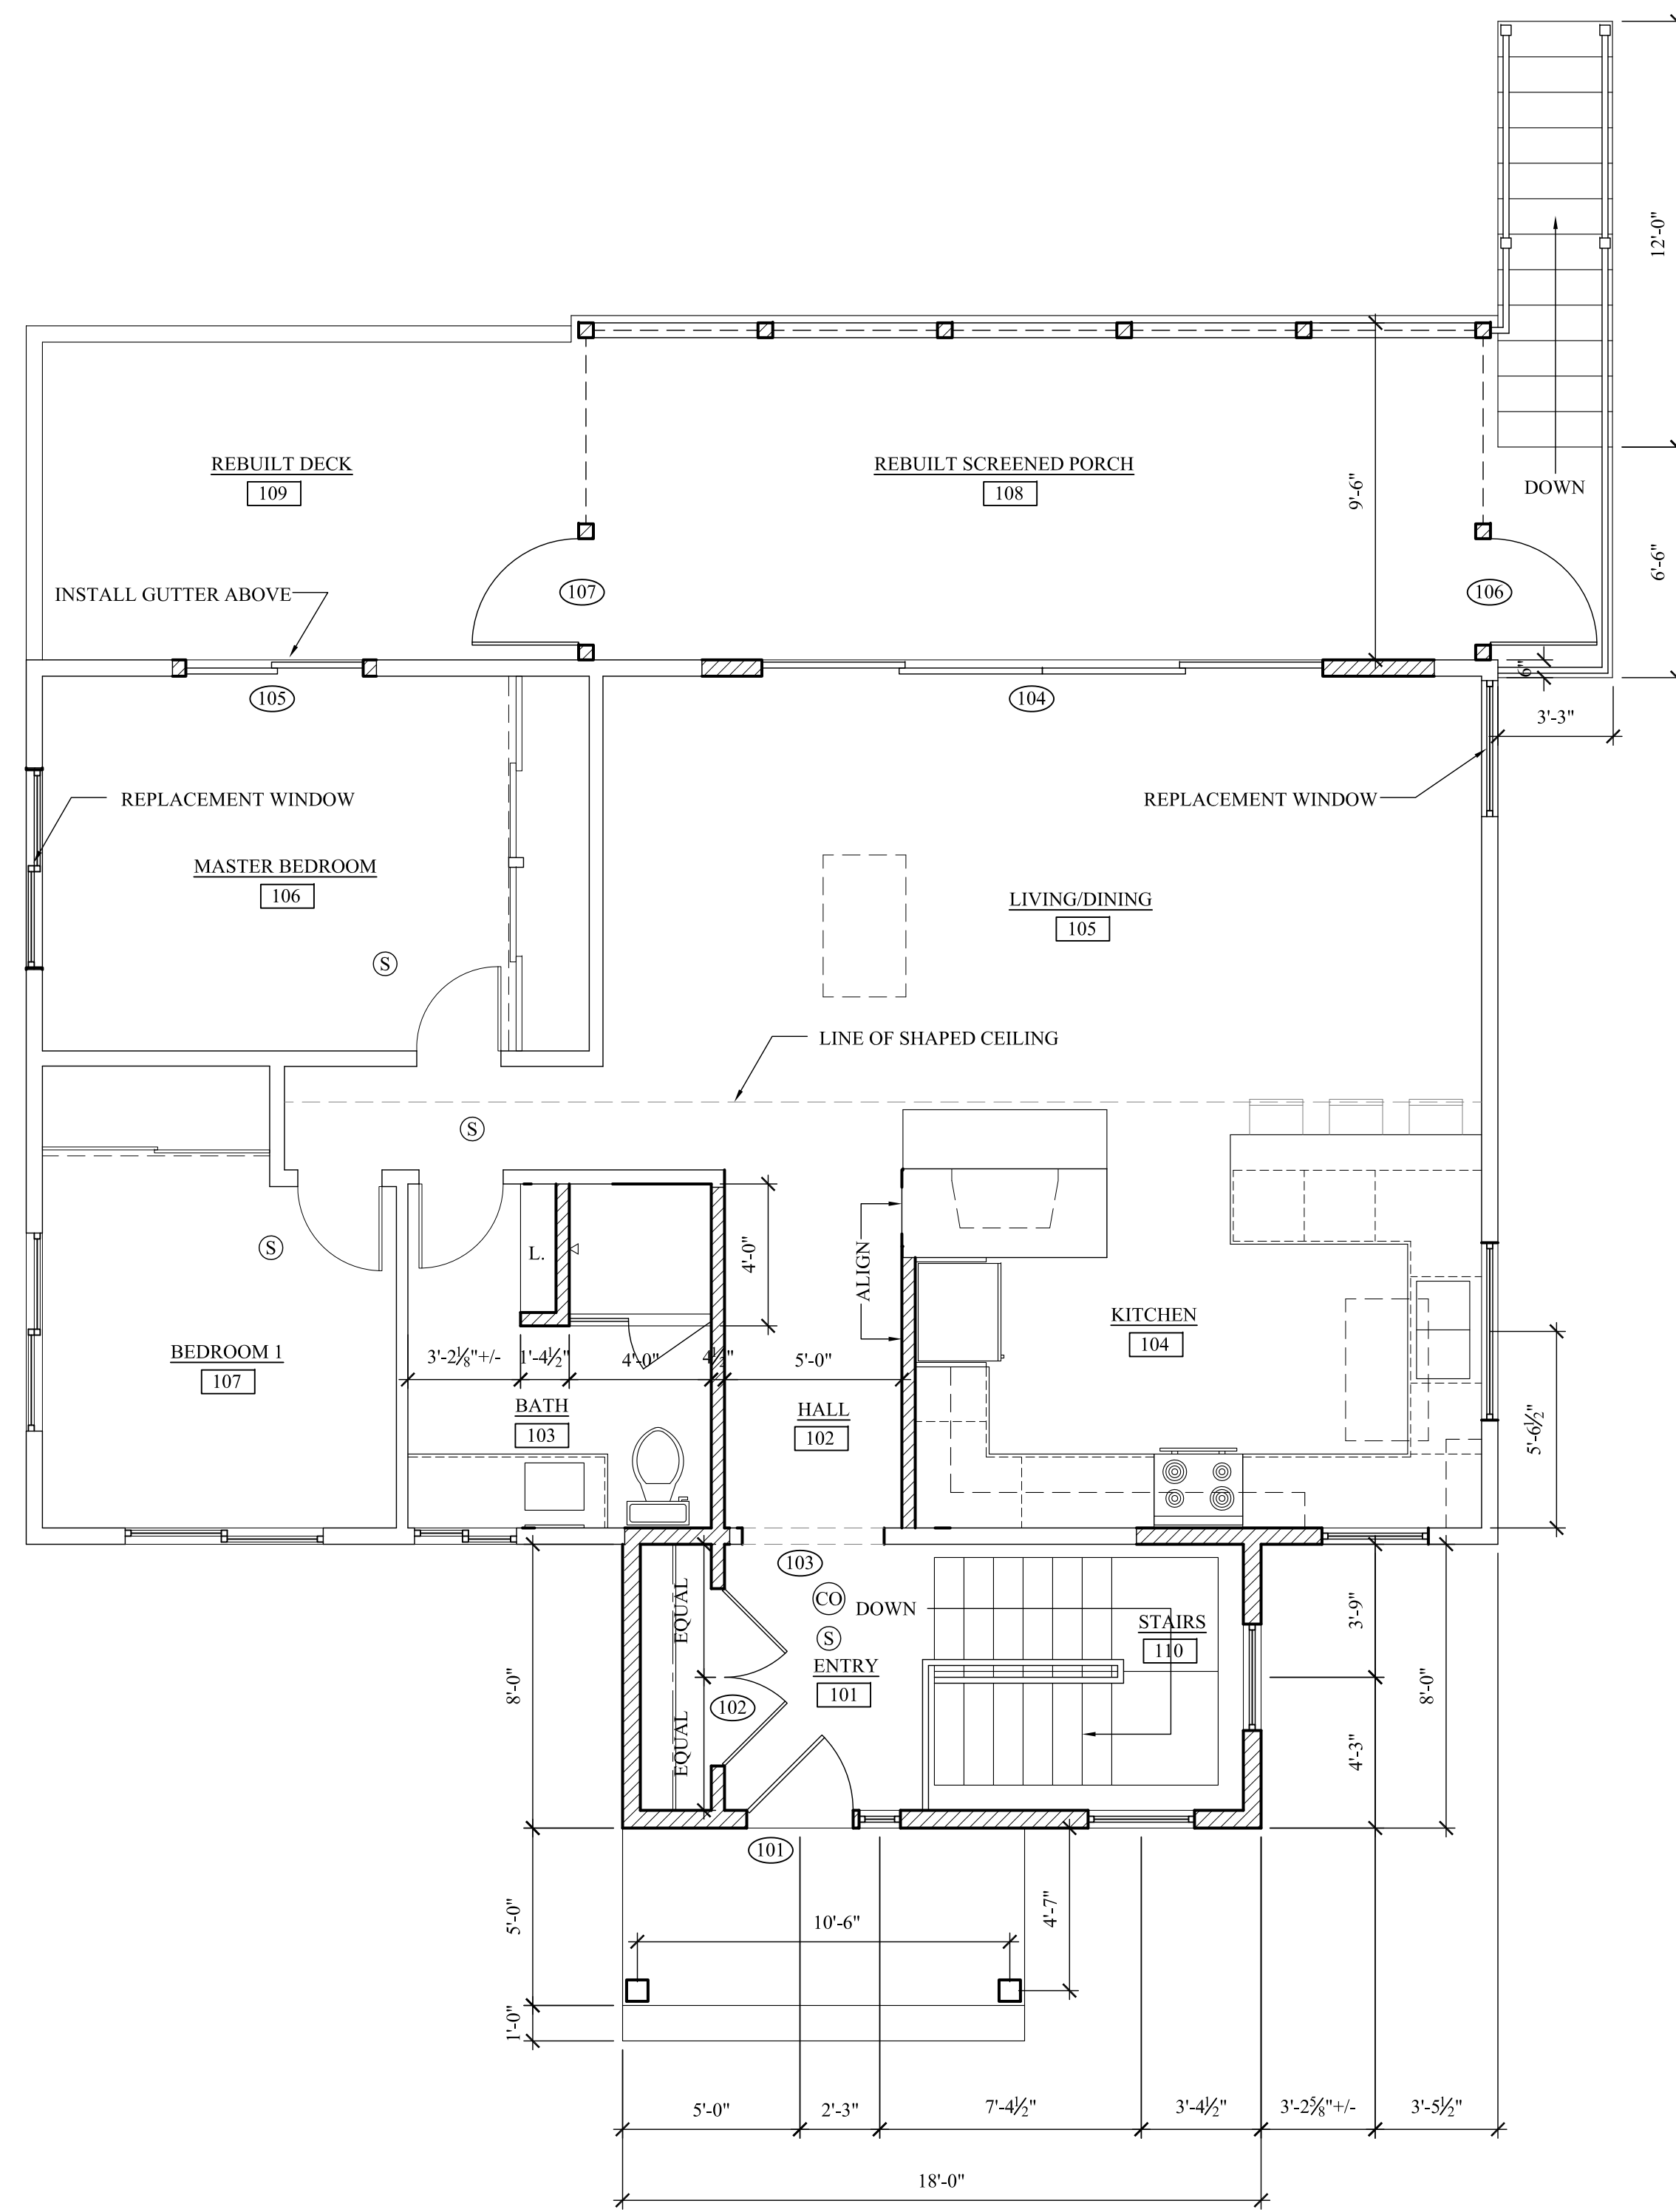 12'-0"
REBUILT DECK
109
REBUILT SCREENED PORCH
108
9'-6"
DOWN
6'-6"
INSTALL GUTTER ABOVE
107
106
6"
105
104
3'-3"
REPLACEMENT WINDOW
REPLACEMENT WINDOW
MASTER BEDROOM
106
LIVING/DINING
105
S
LINE OF SHAPED CEILING
S
S
L.
4'-0"
ALIGN
KITCHEN
104
BEDROOM 1
107
3'-2⅛"+/-
1'-4½"
4'-0"
4½"
5'-0"
BATH
103
HALL
102
5'-6½"
103
CO
DOWN
S
STAIRS
110
ENTRY
101
EQUAL
EQUAL
102
8'-0"
3'-9"
8'-0"
4'-3"
101
5'-0"
10'-6"
4'-7"
1'-0"
5'-0"
2'-3"
7'-4½"
3'-4½"
3'-2⅝"+/-
3'-5½"
18'-0"